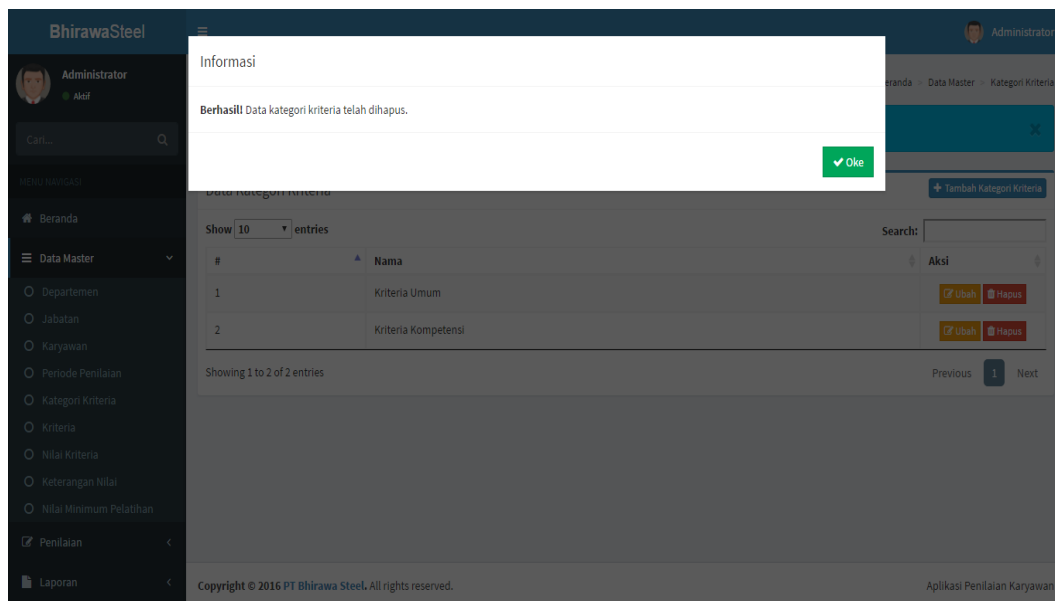 BhirawaSteel
Administrator
Administrator
Aktif
Cari...
MENU NAVIGASI
Beranda
Data Master
Departemen
Jabatan
Karyawan
Periode Penilaian
Kategori Kriteria
Kriteria
Nilai Kriteria
Keterangan Nilai
Nilai Minimum Pelatihan
Penilaian
Laporan
Informasi
Berhasil! Data kategori kriteria telah dihapus.
Oke
eranda > Data Master > Kategori Kriteria
Data Kategori Kriteria
Tambah Kategori Kriteria
Show 10 entries
Search:
# Nama Aksi
1 Kriteria Umum Ubah Hapus
2 Kriteria Kompetensi Ubah Hapus
Showing 1 to 2 of 2 entries
Previous 1 Next
Copyright © 2016 PT Bhirawa Steel. All rights reserved.
Aplikasi Penilaian Karyawan